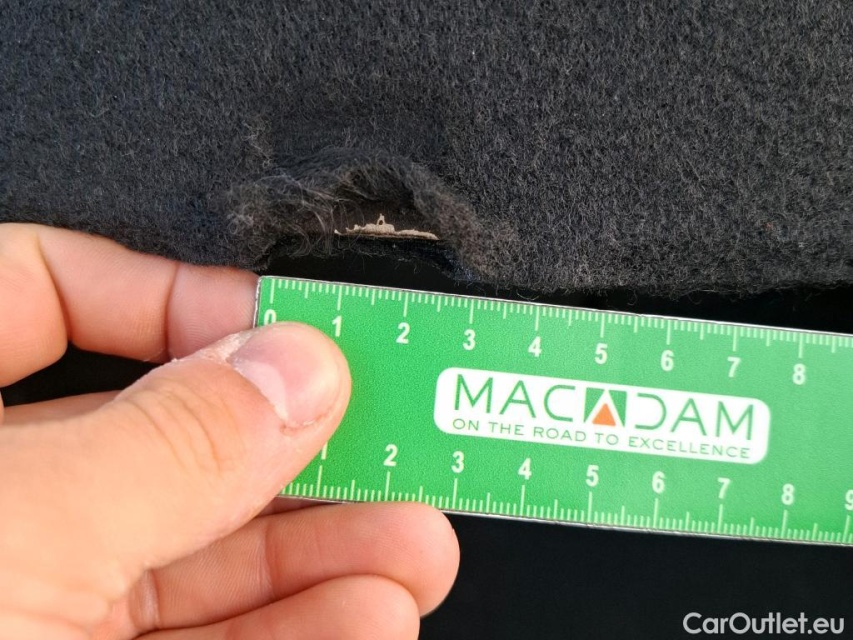 0 1 2 3 4 5 6 7 8
MACADAM
ON THE ROAD TO EXCELLENCE
2 3 4 5 6 7 8 9
CarOutlet.eu